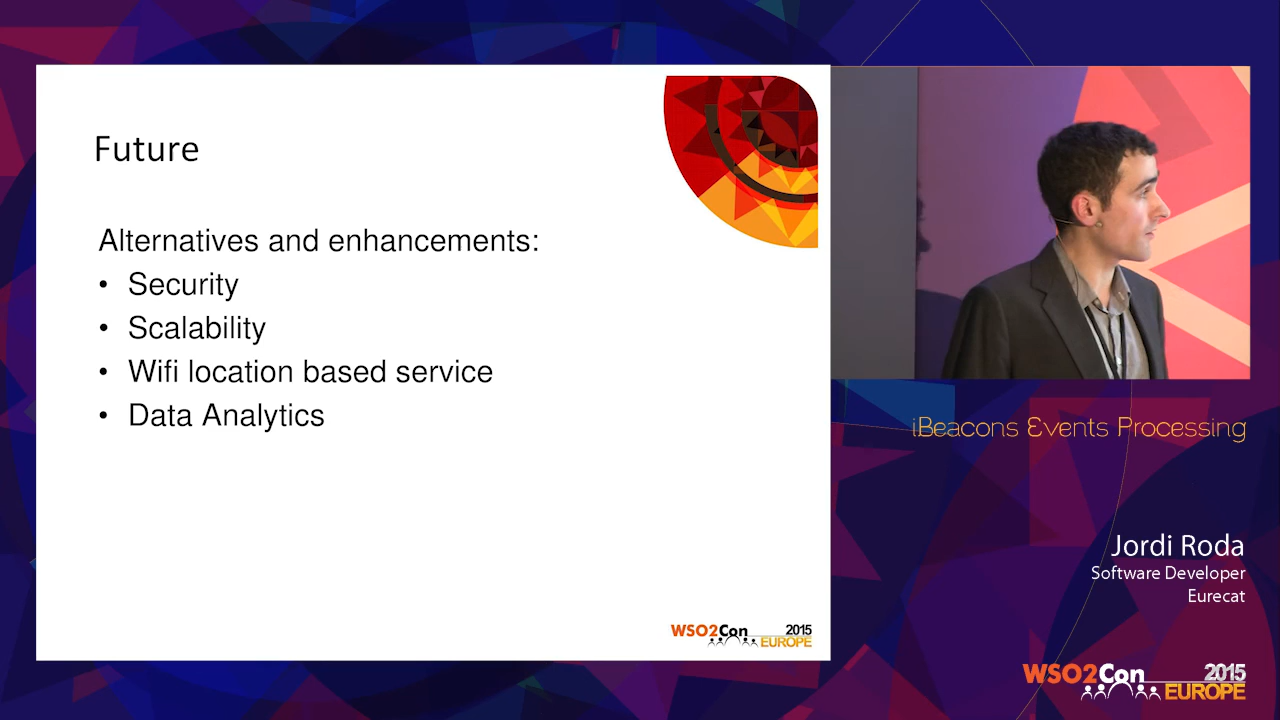 Future
Alternatives and enhancements:
• Security
• Scalability
• Wifi location based service
• Data Analytics
WSO2Con 2015
EUROPE
iBeacons Events Processing
Jordi Roda
Software Developer
Eurecat
WSO2Con 2015
EUROPE